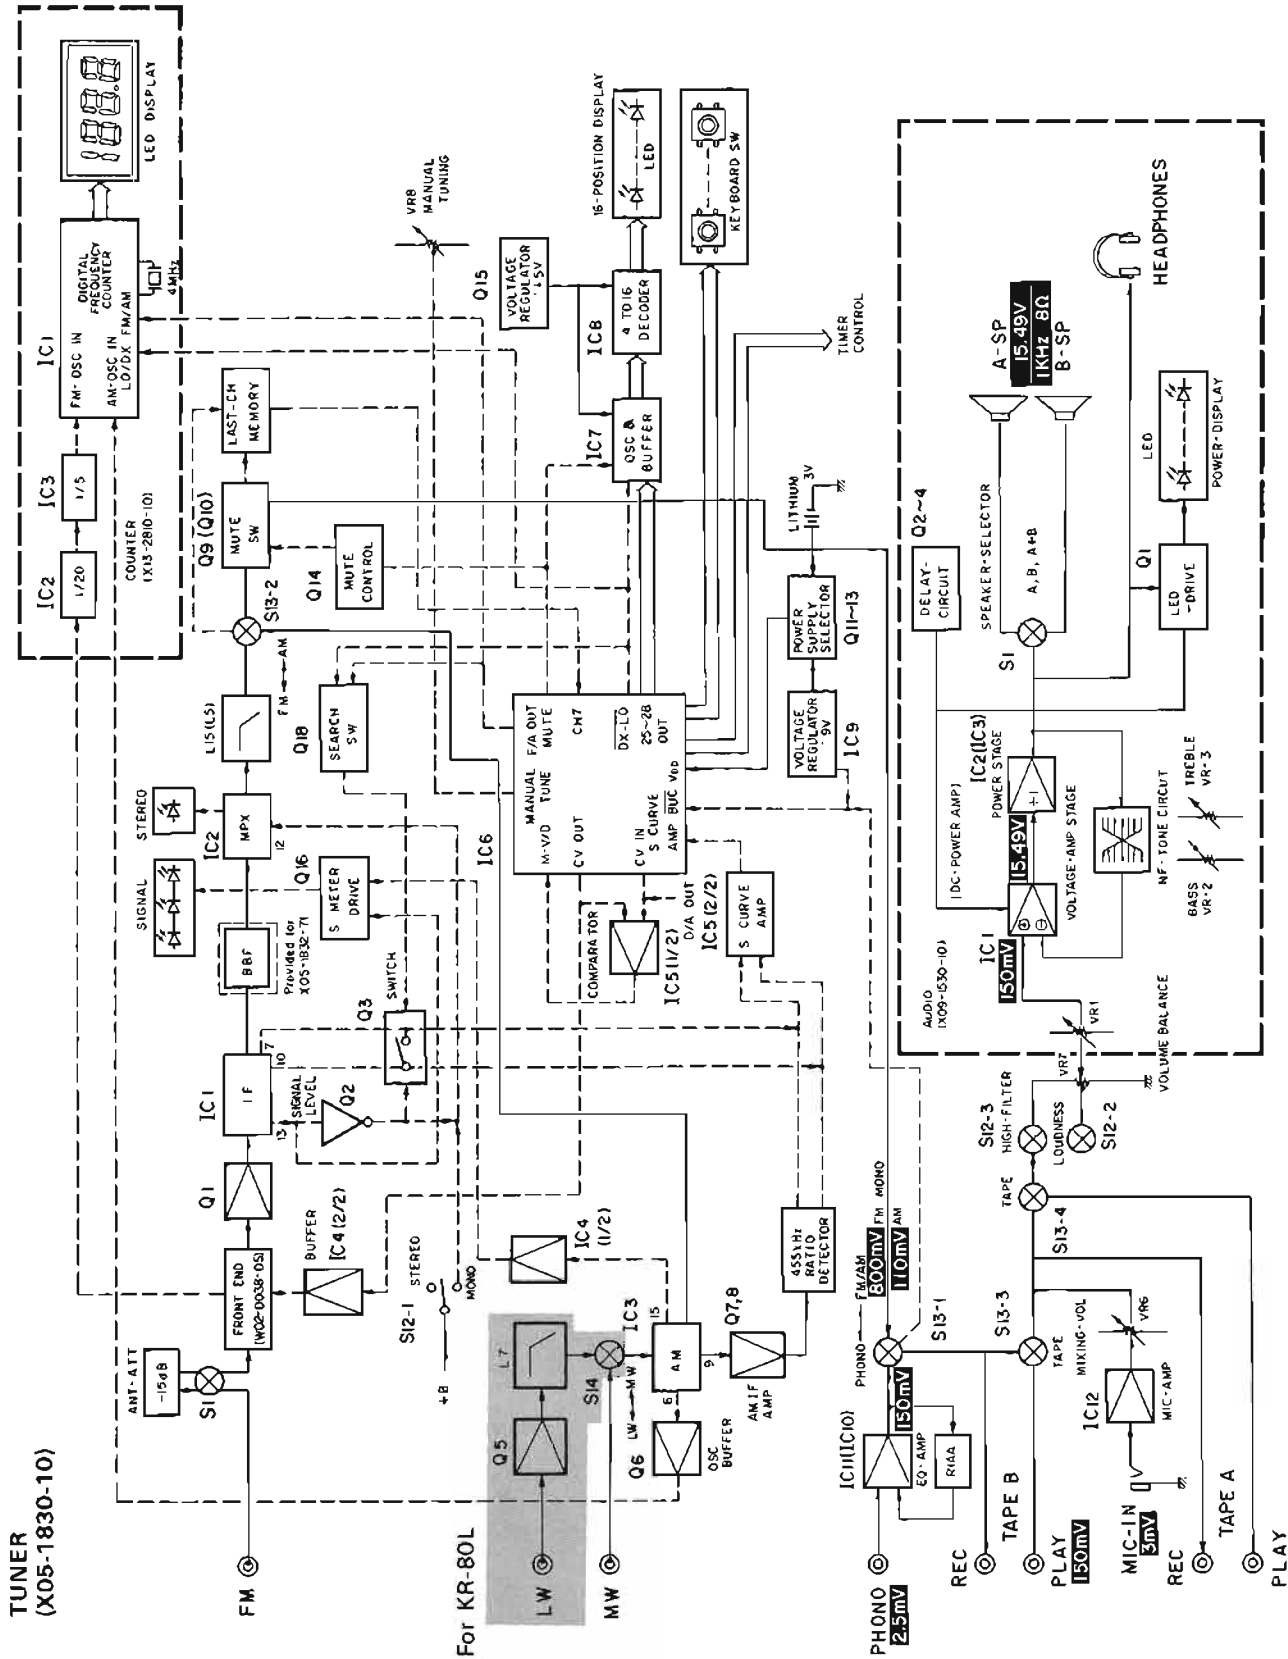 TUNER
(X05-1830-10)
FM
ANT-ATT
-15dB
S1
FRONT END
(W02-0038-05)
BUFFER
IC4(2/2)
Q1
IC1
IF
13
10
7
SIGNAL
LEVEL
Q2
Q3
SWITCH
BBF
Provided for
X05-1832-71
SIGNAL
STEREO
IC2
MPX
12
Q16
S
METER
DRIVE
L15(L5)
Q18
SEARCH
SW
FM
AM
S13-2
Q9(Q10)
MUTE
SW
Q14
MUTE
CONTROL
LAST-CH
MEMORY
IC2
1/20
IC3
1/5
COUNTER
(X13-2810-10)
IC1
FM-OSC IN
AM-OSC IN
LO/DX FM/AM
DIGITAL
FREQUENCY
COUNTER
4MHz
LED DISPLAY
VR8
MANUAL
TUNING
S12-1
STEREO
MONO
+B
For KR-80L
LW
MW
Q5
L7
S14
LW
MW
IC3
15
AM
6
9
IC4
(1/2)
Q6
OSC
BUFFER
Q7,8
AM IF
AMP
455kHz
RATIO
DETECTOR
IC6
MANUAL
TUNE
F/A OUT
MUTE
M-V/D
CV OUT
CH7
CV IN
S CURVE
AMP
DX-LO
25~28
OUT
BUC
VDD
COMPARATOR
IC5(1/2)
D/A OUT
IC5(2/2)
S CURVE
AMP
Q15
VOLTAGE
REGULATOR
IC7
OSC &
BUFFER
IC8
4 TO 16
DECODER
16-POSITION DISPLAY
LED
KEYBOARD SW
TIMER
CONTROL
LITHIUM
3V
POWER
SUPPLY
SELECTOR
Q11~13
VOLTAGE
REGULATOR
IC9
PHONO
2.5mV
IC11(IC10)
EQ-AMP
RIAA
150mV
PHONO
FM/AM
800mV FM MONO
110mV AM
S13-1
REC
TAPE B
PLAY
150mV
TAPE
S13-3
MIC-IN
3mV
IC12
MIC-AMP
MIXING-VOL
VR6
REC
TAPE A
PLAY
TAPE
S13-4
S12-3
HIGH-FILTER
LOUDNESS
S12-2
VR7
VR1
VOLUME BALANCE
AUDIO
(X09-1530-10)
150mV
IC1
VOLTAGE-AMP STAGE
(DC-POWER AMP)
15.49V
IC2(IC3)
POWER STAGE
NF-TONE CIRCUT
BASS
VR-2
TREBLE
VR-3
Q2~4
DELAY-
CIRCUIT
SPEAKER-SELECTOR
A, B, A+B
S1
A-SP
15.49V
1KHz 8Ω
B-SP
Q1
LED
-DRIVE
LED
POWER-DISPLAY
HEADPHONES